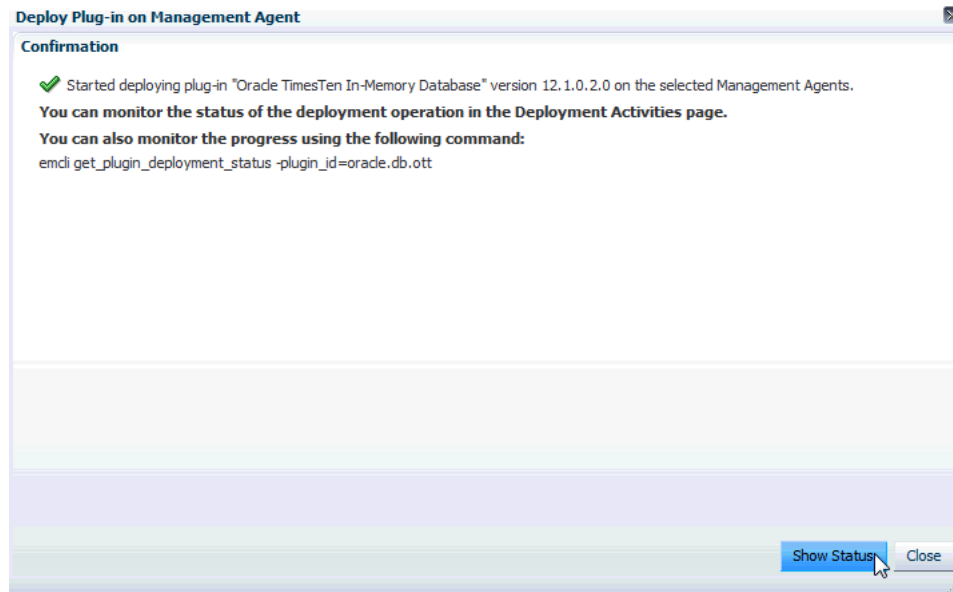 Deploy Plug-in on Management Agent
Confirmation
Started deploying plug-in "Oracle TimesTen In-Memory Database" version 12.1.0.2.0 on the selected Management Agents.
You can monitor the status of the deployment operation in the Deployment Activities page.
You can also monitor the progress using the following command:
emcli get_plugin_deployment_status -plugin_id=oracle.db.ott
Show Status
Close